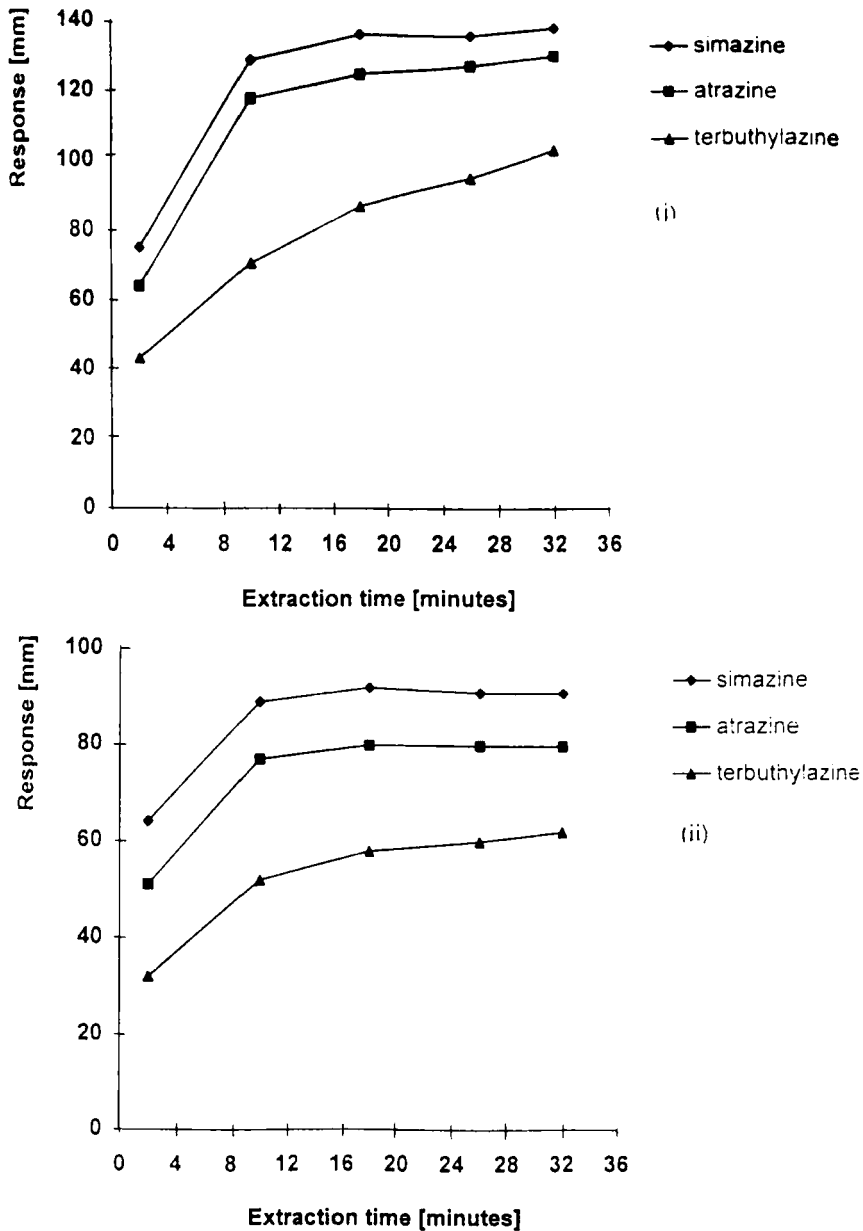 Response [mm]
140
120
100
80
60
40
20
0
0 4 8 12 16 20 24 28 32 36
Extraction time [minutes]
simazine
atrazine
terbuthylazine
(i)
Response [mm]
100
80
60
40
20
0
0 4 8 12 16 20 24 28 32 36
Extraction time [minutes]
simazine
atrazine
terbuthylazine
(ii)